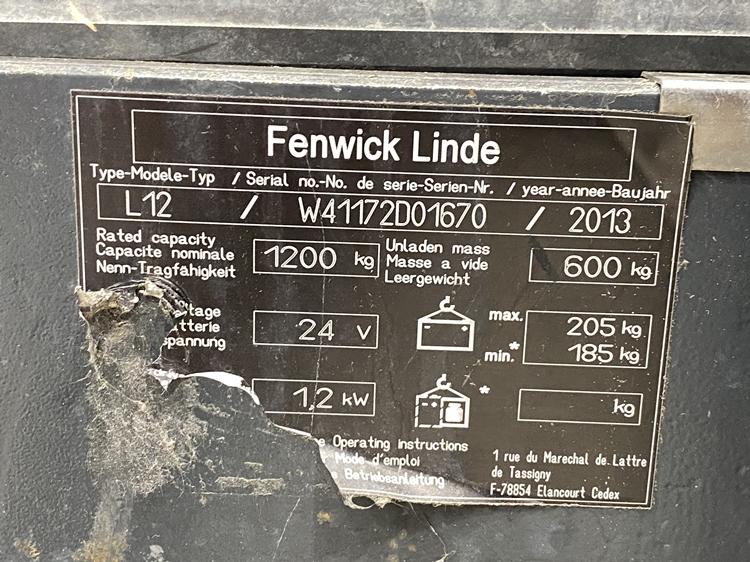 Fenwick Linde
Type-Modele-Typ / Serial no.-No. de serie-Serien-Nr. / year-annee-Baujahr
L12 / W41172D01670 / 2013
Rated capacity
Capacite nominale
Nenn-Tragfähigkeit
1200 kg
Unladen mass
Masse a vide
Leergewicht
600 kg
24 V
max. 205 kg
min.* 185 kg
1,2 kW
* kg
Operating instructions
Mode d'emploi
Betriebsanleitung
1 rue du Marechal de Lattre
de Tassigny
F-78854 Elancourt Cedex